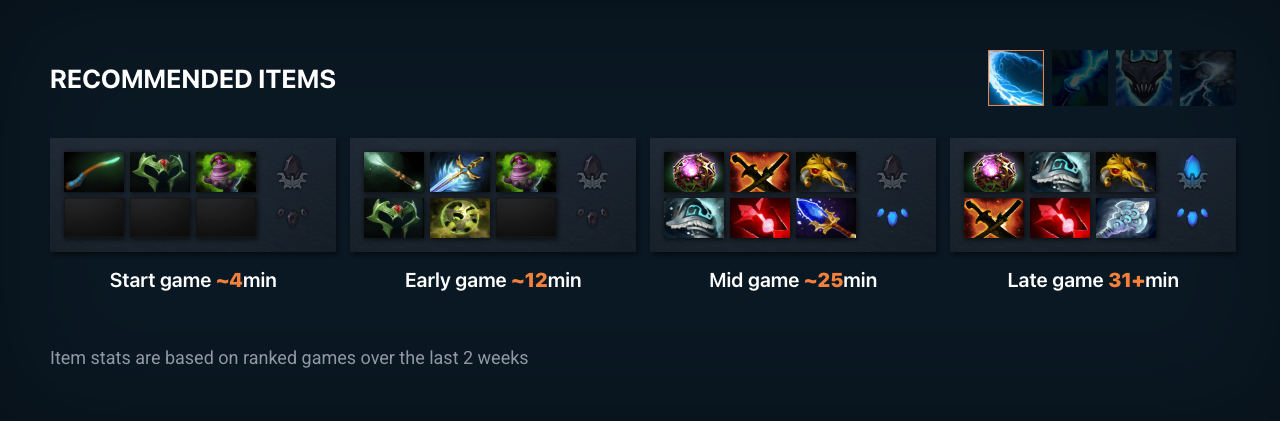 RECOMMENDED ITEMS
Start game ~4min
Early game ~12min
Mid game ~25min
Late game 31+min
Item stats are based on ranked games over the last 2 weeks